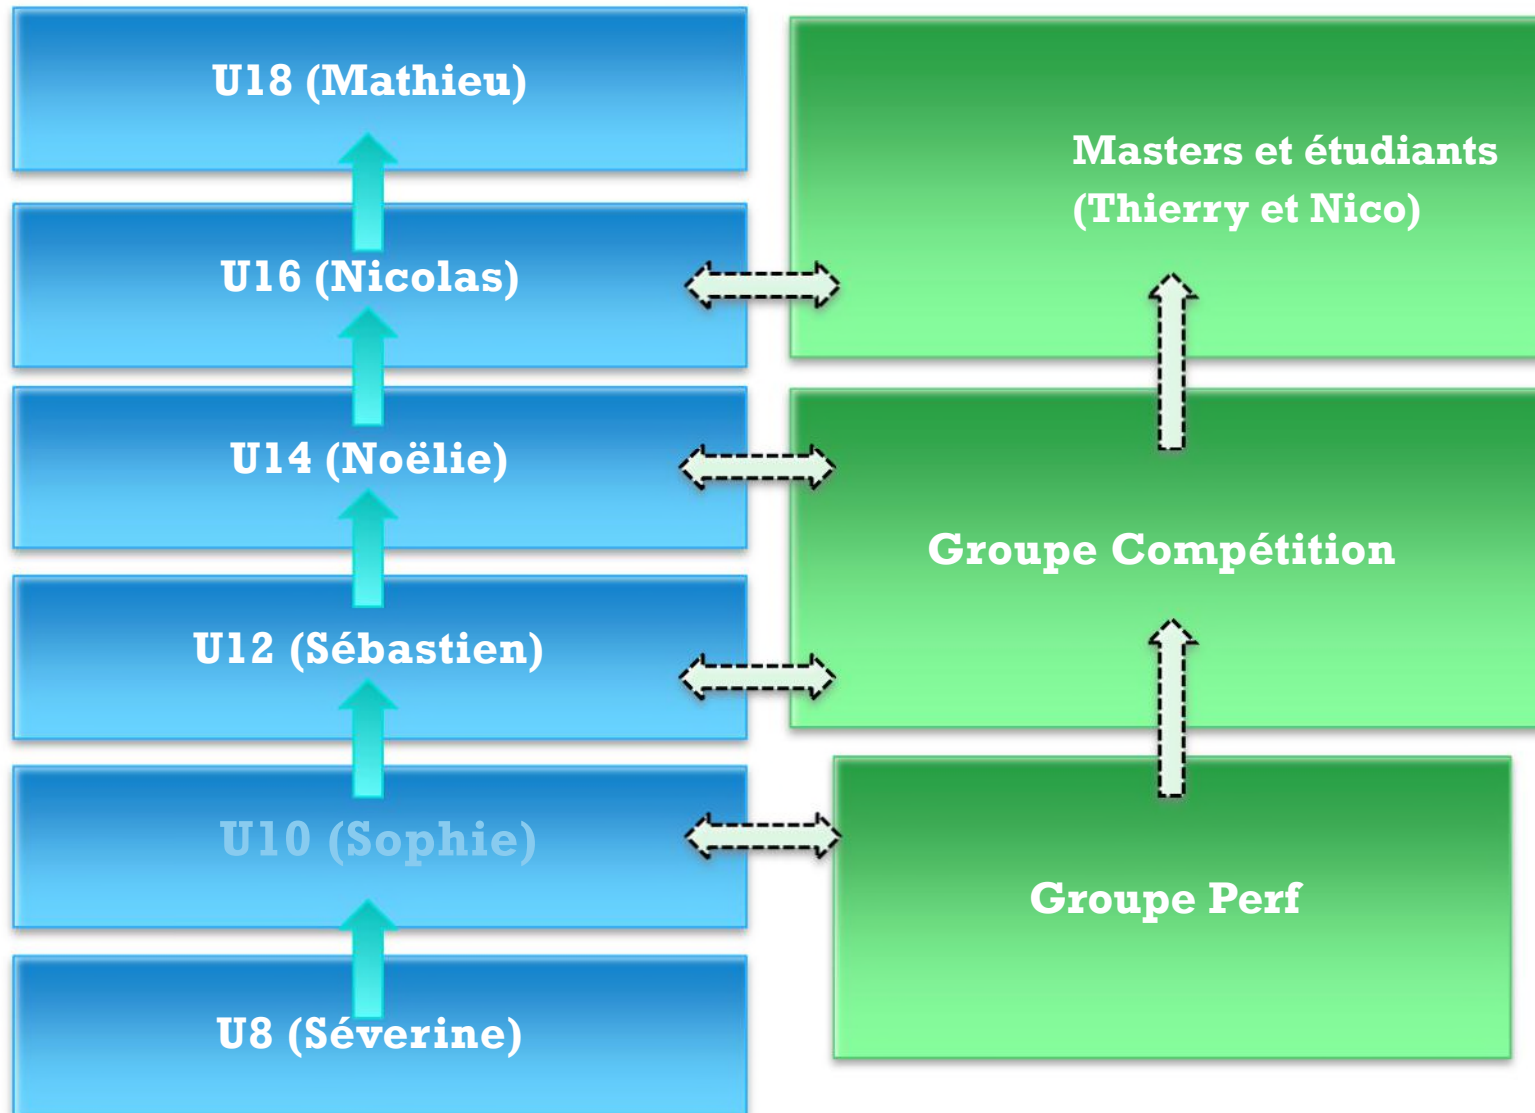 U18 (Mathieu)
U16 (Nicolas)
U14 (Noëlie)
U12 (Sébastien)
U10 (Sophie)
U8 (Séverine)
Masters et étudiants
(Thierry et Nico)
Groupe Compétition
Groupe Perf